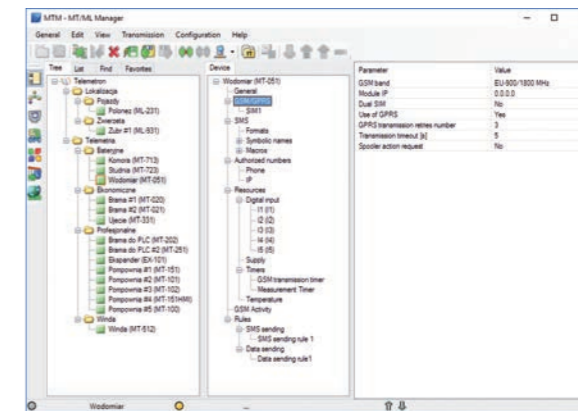 MTM - MT/ML Manager
General Edit View Transmission Configuration Help
Tree List Find Favorites
Telemetron
Lokalizacja
Pojazdy
Polonez (ML-231)
Zwierzeta
Żubr #1 (ML-931)
Telemetria
Bateryjne
Komora (MT-713)
Studnia (MT-723)
Wodomiar (MT-051)
Ekonomiczne
Brama #1 (MT-020)
Brama #2 (MT-021)
Ujęcie (MT-331)
Profesjonalne
Brama do PLC (MT-202)
Brama do PLC #2 (MT-251)
Ekspander (EX-101)
Pompownia #1 (MT-151)
Pompownia #2 (MT-101)
Pompownia #3 (MT-102)
Pompownia #4 (MT-151HMI)
Pompownia #5 (MT-100)
Winda
Winda (MT-512)
Device
Wodomiar (MT-051)
General
GSM/GPRS
SIM1
SMS
Formats
Symbolic names
Macros
Authorized numbers
Phone
IP
Resources
Digital input
I1 (I1)
I2 (I2)
I3 (I3)
I4 (I4)
I5 (I5)
Supply
Timers
GSM transmission timer
Measurement Timer
Temperature
GSM Activity
Rules
SMS sending
SMS sending rule 1
Data sending
Data sending rule1
Parameter Value
GSM band EU-900/1800 MHz
Module IP 0.0.0.0
Dual SIM No
Use of GPRS Yes
GPRS transmission retries number 3
Transmission timeout [s] 5
Spoiler action request No
Wodomiar